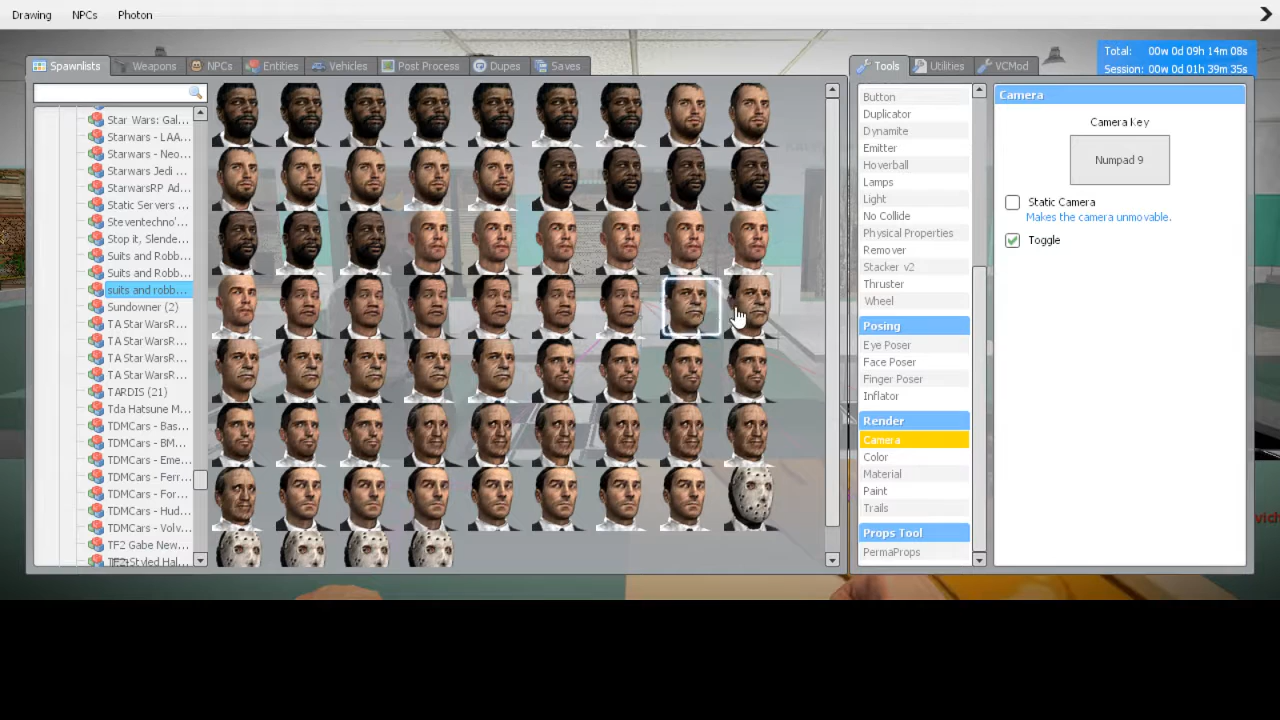 Drawing NPCs Photon
Total: 00w 0d 09h 14m 08s
Session: 00w 0d 01h 39m 35s
Spawnlists Weapons NPCs Entities Vehicles Post Process Dupes Saves
Tools Utilities VCMod
Star Wars: Gal...
Starwars - LAA...
Starwars - Neo...
Starwars Jedi ...
StarwarsRP Ad...
Static Servers ...
Steventechno'...
Stop it, Slende...
Suits and Robb...
Suits and Robb...
suits and robb...
Sundowner (2)
TA StarWarsR...
TA StarWarsR...
TA StarWarsR...
TA StarWarsR...
TARDIS (21)
Tda Hatsune M...
TDMCars - Bas...
TDMCars - BM...
TDMCars - Eme...
TDMCars - Ferr...
TDMCars - For...
TDMCars - Hud...
TDMCars - Volv...
TF2 Gabe New...
TF2-Styled Hal...
Button
Duplicator
Dynamite
Emitter
Hoverball
Lamps
Light
No Collide
Physical Properties
Remover
Stacker v2
Thruster
Wheel
Posing
Eye Poser
Face Poser
Finger Poser
Inflator
Render
Camera
Color
Material
Paint
Trails
Props Tool
PermaProps
Camera
Camera Key
Numpad 9
Static Camera
Makes the camera unmovable.
Toggle